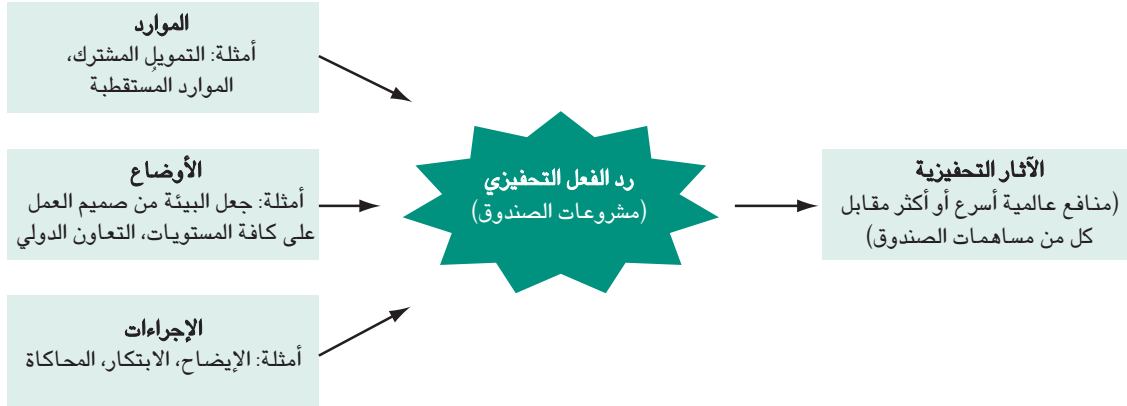 الموارد
أمثلة: التمويل المشترك،
الموارد المُستقطبة
الأوضاع
أمثلة: جعل البيئة من صميم العمل
على كافة المستويات، التعاون الدولي
الإجراءات
أمثلة: الإيضاح، الابتكار، المحاكاة
رد الفعل التحفيزي
(مشروعات الصندوق)
الآثار التحفيزية
(منافع عالمية أسرع أو أكثر مقابل
كل من مساهمات الصندوق)